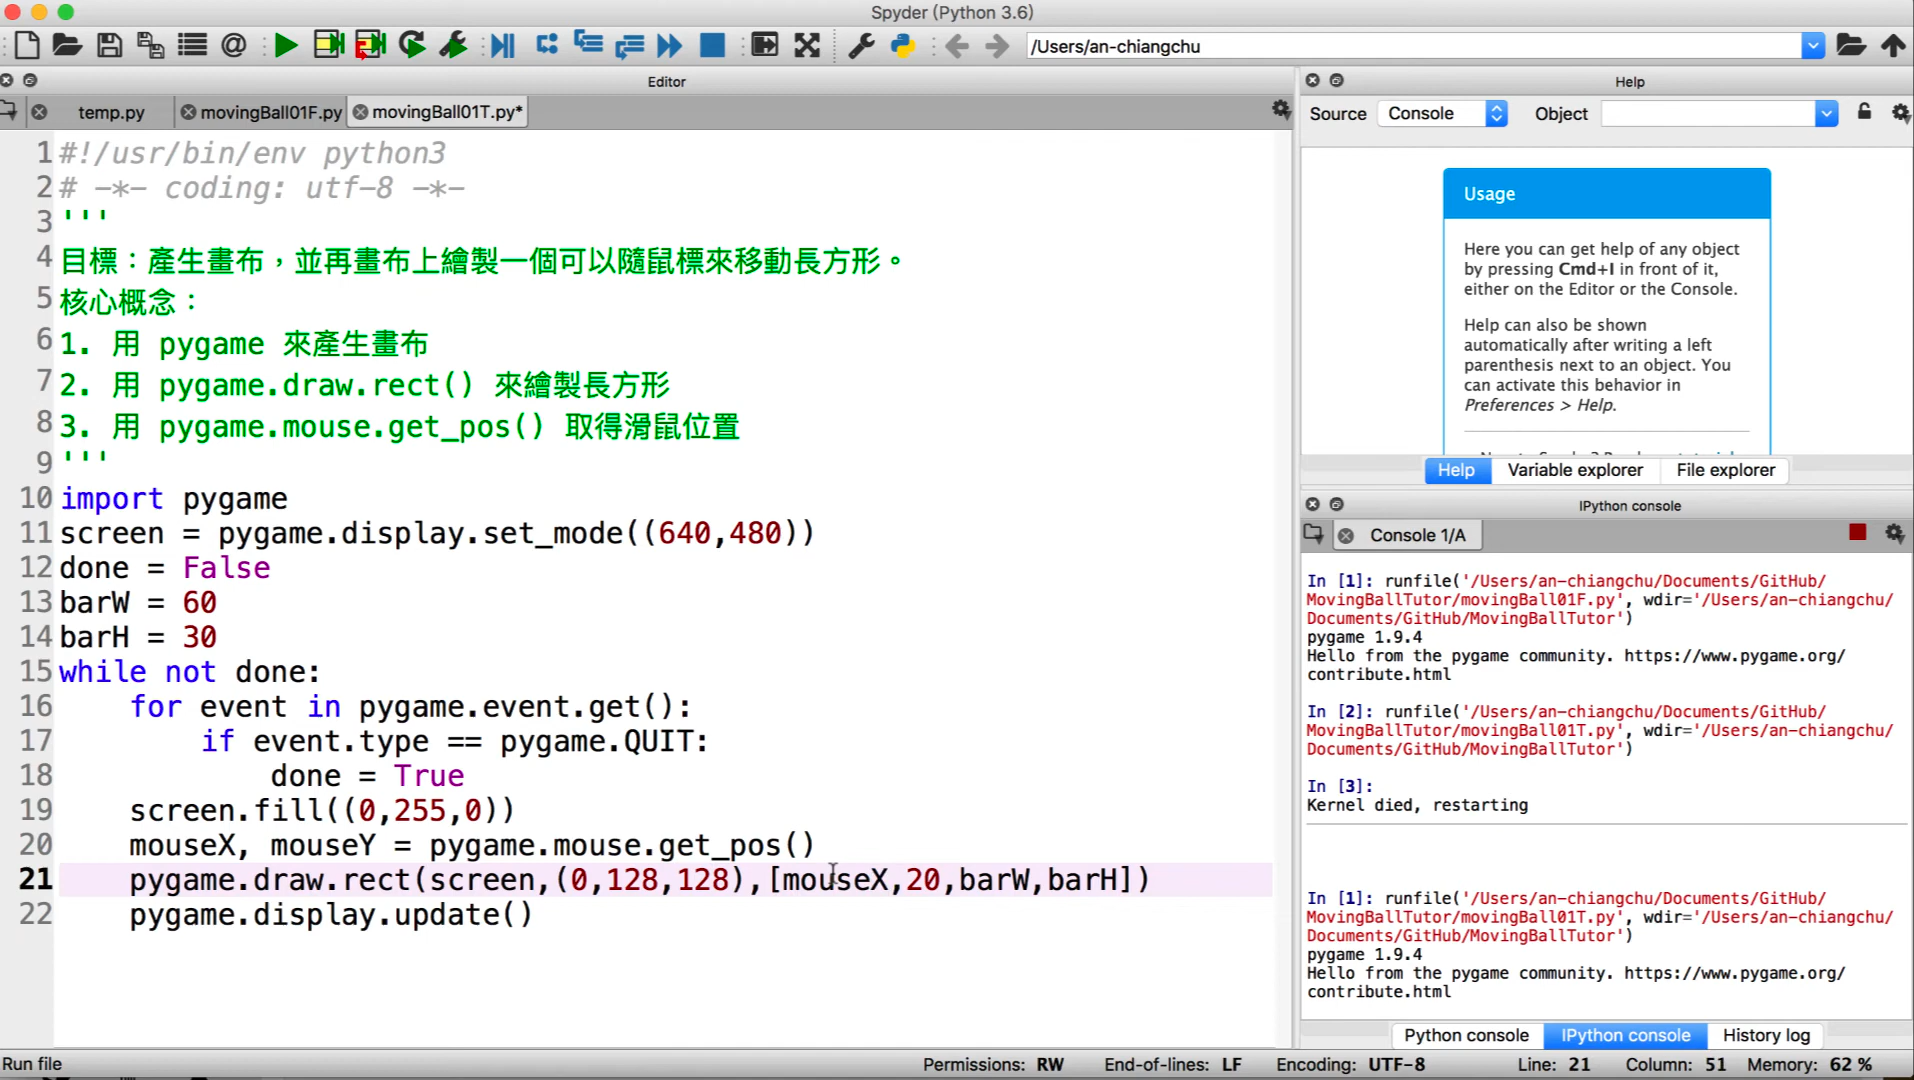 Spyder (Python 3.6)
/Users/an-chiangchu
Editor
temp.py
movingBall01F.py
movingBall01T.py*
1 #!/usr/bin/env python3
2 # -*- coding: utf-8 -*-
3 '''
4 目標：產生畫布，並再畫布上繪製一個可以隨鼠標來移動長方形。
5 核心概念：
6 1. 用 pygame 來產生畫布
7 2. 用 pygame.draw.rect() 來繪製長方形
8 3. 用 pygame.mouse.get_pos() 取得滑鼠位置
9 '''
10 import pygame
11 screen = pygame.display.set_mode((640,480))
12 done = False
13 barW = 60
14 barH = 30
15 while not done:
16 for event in pygame.event.get():
17 if event.type == pygame.QUIT:
18 done = True
19 screen.fill((0,255,0))
20 mouseX, mouseY = pygame.mouse.get_pos()
21 pygame.draw.rect(screen,(0,128,128),[mouseX,20,barW,barH])
22 pygame.display.update()
Help
Source Console Object
Usage
Here you can get help of any object
by pressing Cmd+I in front of it,
either on the Editor or the Console.
Help can also be shown
automatically after writing a left
parenthesis next to an object. You
can activate this behavior in
Preferences > Help.
Help Variable explorer File explorer
IPython console
Console 1/A
In [1]: runfile('/Users/an-chiangchu/Documents/GitHub/
MovingBallTutor/movingBall01F.py', wdir='/Users/an-chiangchu/
Documents/GitHub/MovingBallTutor')
pygame 1.9.4
Hello from the pygame community. https://www.pygame.org/
contribute.html
In [2]: runfile('/Users/an-chiangchu/Documents/GitHub/
MovingBallTutor/movingBall01T.py', wdir='/Users/an-chiangchu/
Documents/GitHub/MovingBallTutor')
In [3]:
Kernel died, restarting
In [1]: runfile('/Users/an-chiangchu/Documents/GitHub/
MovingBallTutor/movingBall01T.py', wdir='/Users/an-chiangchu/
Documents/GitHub/MovingBallTutor')
pygame 1.9.4
Hello from the pygame community. https://www.pygame.org/
contribute.html
Python console IPython console History log
Run file Permissions: RW End-of-lines: LF Encoding: UTF-8 Line: 21 Column: 51 Memory: 62 %